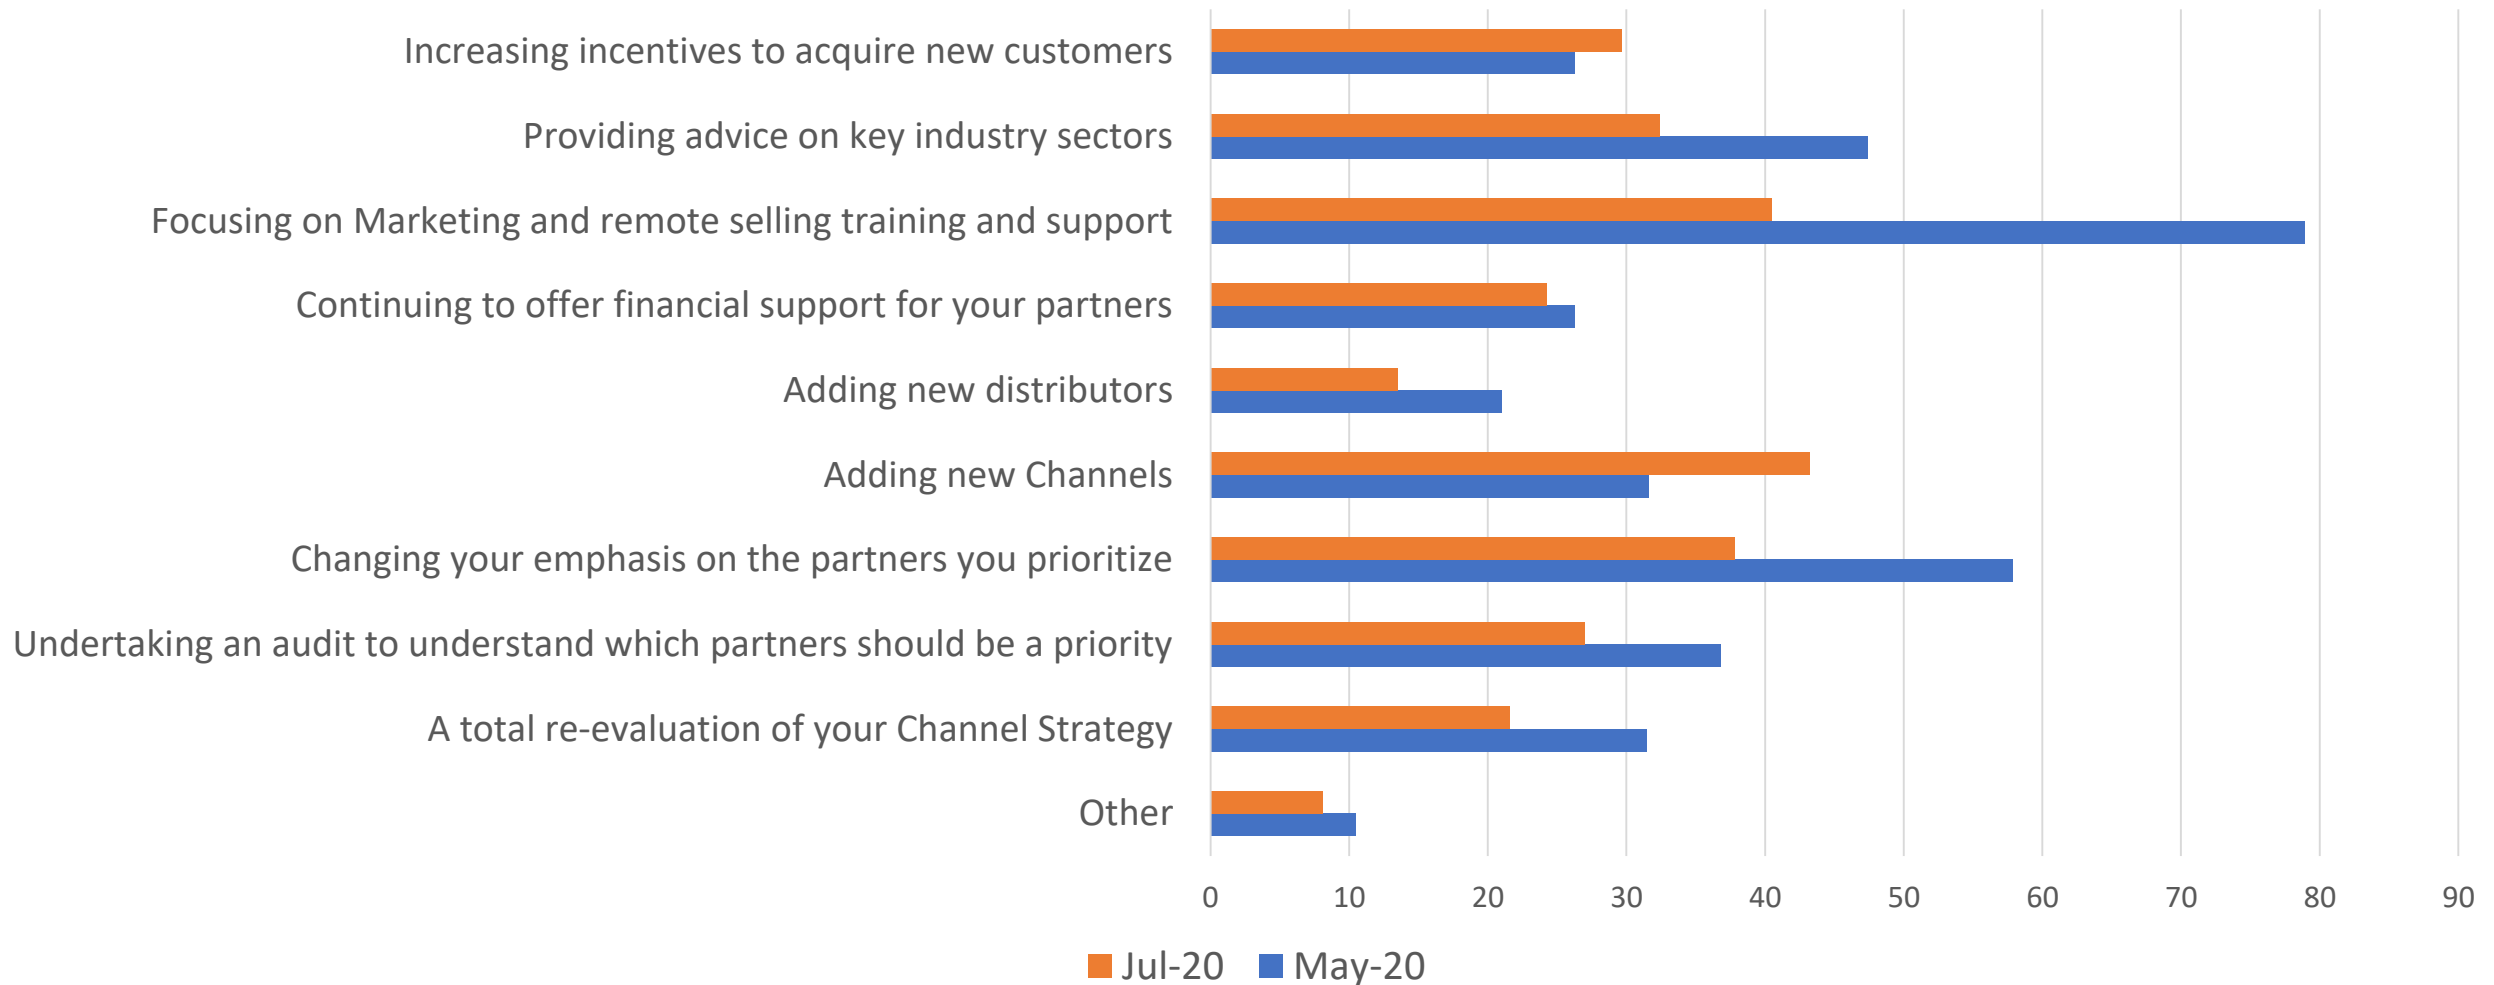 Increasing incentives to acquire new customers
Providing advice on key industry sectors
Focusing on Marketing and remote selling training and support
Continuing to offer financial support for your partners
Adding new distributors
Adding new Channels
Changing your emphasis on the partners you prioritize
Undertaking an audit to understand which partners should be a priority
A total re-evaluation of your Channel Strategy
Other
0 10 20 30 40 50 60 70 80 90
Jul-20 May-20